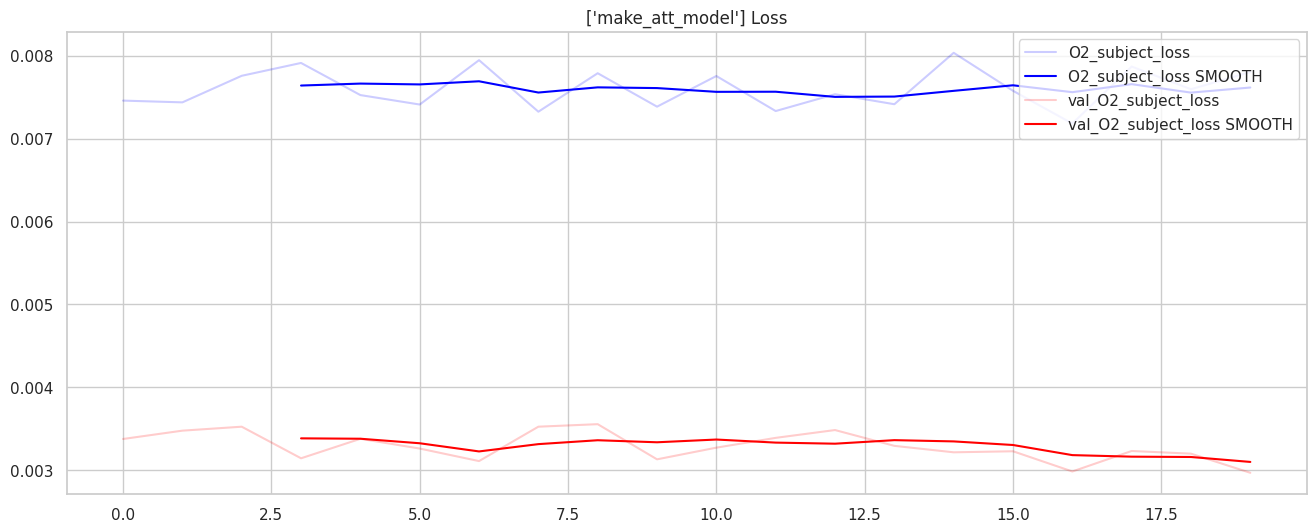 ['make_att_model'] Loss
0.008
0.007
0.006
0.005
0.004
0.003
O2_subject_loss
O2_subject_loss SMOOTH
val_O2_subject_loss
val_O2_subject_loss SMOOTH
0.0 2.5 5.0 7.5 10.0 12.5 15.0 17.5